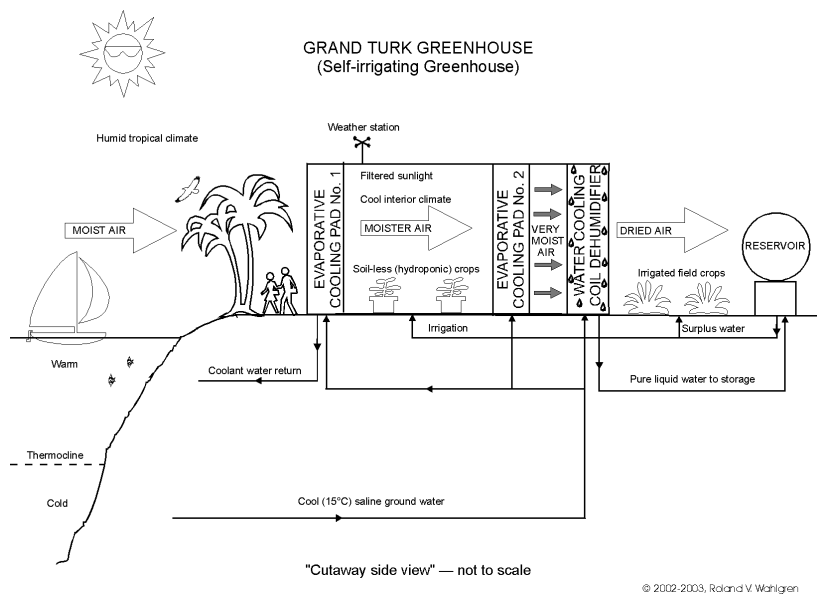 GRAND TURK GREENHOUSE
(Self-irrigating Greenhouse)
Weather station
Humid tropical climate
Filtered sunlight
Cool interior climate
MOIST AIR
EVAPORATIVE
COOLING PAD No. 1
MOISTER AIR
EVAPORATIVE
COOLING PAD No. 2
VERY
MOIST
AIR
WATER COOLING
COIL DEHUMIDIFIER
DRIED AIR
RESERVOIR
Soil-less (hydroponic) crops
Irrigated field crops
Irrigation
Surplus water
Warm
Coolant water return
Pure liquid water to storage
Thermocline
Cold
Cool (15°C) saline ground water
"Cutaway side view" — not to scale
© 2002-2003, Roland V. Wahlgren